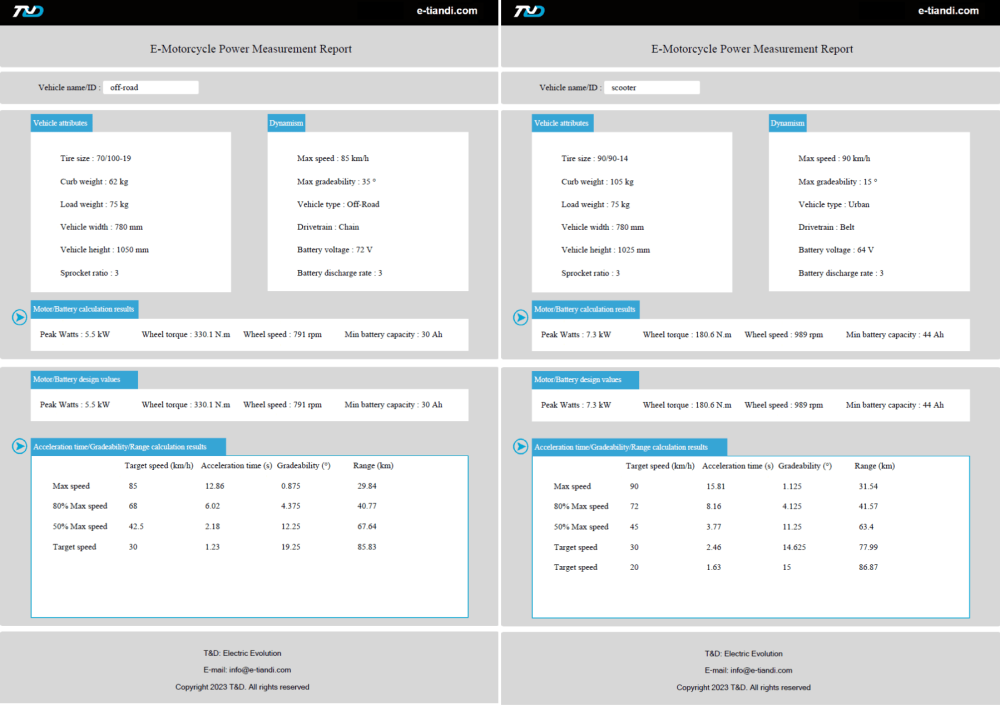 T&D
e-tiandi.com
E-Motorcycle Power Measurement Report
Vehicle name/ID : off-road
Vehicle attributes
Tire size : 70/100-19
Curb weight : 62 kg
Load weight : 75 kg
Vehicle width : 780 mm
Vehicle height : 1050 mm
Sprocket ratio : 3
Dynamism
Max speed : 85 km/h
Max gradeability : 35 °
Vehicle type : Off-Road
Drivetrain : Chain
Battery voltage : 72 V
Battery discharge rate : 3
Motor/Battery calculation results
Peak Watts : 5.5 kW Wheel torque : 330.1 N.m Wheel speed : 791 rpm Min battery capacity : 30 Ah
Motor/Battery design values
Peak Watts : 5.5 kW Wheel torque : 330.1 N.m Wheel speed : 791 rpm Min battery capacity : 30 Ah
Acceleration time/Gradeability/Range calculation results
Target speed (km/h) Acceleration time (s) Gradeability (°) Range (km)
Max speed 85 12.86 0.875 29.84
80% Max speed 68 6.02 4.375 40.77
50% Max speed 42.5 2.18 12.25 67.64
Target speed 30 1.23 19.25 85.83
T&D: Electric Evolution
E-mail: info@e-tiandi.com
Copyright 2023 T&D. All rights reserved
T&D
e-tiandi.com
E-Motorcycle Power Measurement Report
Vehicle name/ID : scooter
Vehicle attributes
Tire size : 90/90-14
Curb weight : 105 kg
Load weight : 75 kg
Vehicle width : 780 mm
Vehicle height : 1025 mm
Sprocket ratio : 3
Dynamism
Max speed : 90 km/h
Max gradeability : 15 °
Vehicle type : Urban
Drivetrain : Belt
Battery voltage : 64 V
Battery discharge rate : 3
Motor/Battery calculation results
Peak Watts : 7.3 kW Wheel torque : 180.6 N.m Wheel speed : 989 rpm Min battery capacity : 44 Ah
Motor/Battery design values
Peak Watts : 7.3 kW Wheel torque : 180.6 N.m Wheel speed : 989 rpm Min battery capacity : 44 Ah
Acceleration time/Gradeability/Range calculation results
Target speed (km/h) Acceleration time (s) Gradeability (°) Range (km)
Max speed 90 15.81 1.125 31.54
80% Max speed 72 8.16 4.125 41.57
50% Max speed 45 3.77 11.25 63.4
Target speed 30 2.46 14.625 77.99
Target speed 20 1.63 15 86.87
T&D: Electric Evolution
E-mail: info@e-tiandi.com
Copyright 2023 T&D. All rights reserved